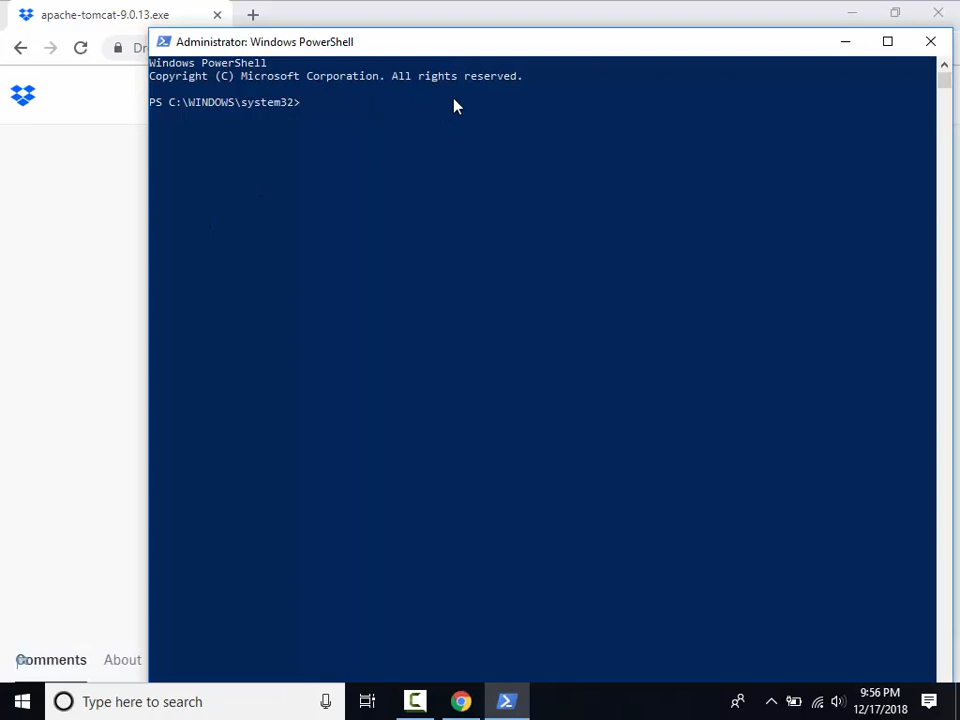 apache-tomcat-9.0.13.exe
Dr
Administrator: Windows PowerShell
Windows PowerShell
Copyright (C) Microsoft Corporation. All rights reserved.
PS C:\WINDOWS\system32>
Comments About
Type here to search
9:56 PM
12/17/2018